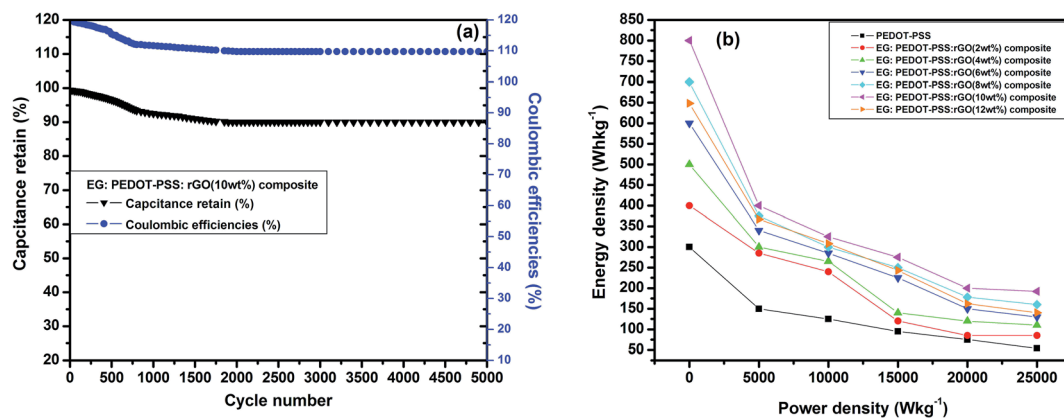 (a)
120
110
100
90
80
70
60
50
40
30
20
Capcitance retain (%)
EG: PEDOT-PSS: rGO(10wt%) composite
Capcitance retain (%)
Coulombic efficiencies (%)
0 500 1000 1500 2000 2500 3000 3500 4000 4500 5000
Cycle number
120
110
100
90
80
70
60
50
40
30
20
10
Coulombic efficiencies (%)
(b)
850
800
750
700
650
600
550
500
450
400
350
300
250
200
150
100
50
Energy density (Whkg-1)
PEDOT-PSS
EG: PEDOT-PSS:rGO(2wt%) composite
EG: PEDOT-PSS:rGO(4wt%) composite
EG: PEDOT-PSS:rGO(6wt%) composite
EG: PEDOT-PSS:rGO(8wt%) composite
EG: PEDOT-PSS:rGO(10wt%) composite
EG: PEDOT-PSS:rGO(12wt%) composite
0 5000 10000 15000 20000 25000
Power density (Wkg-1)